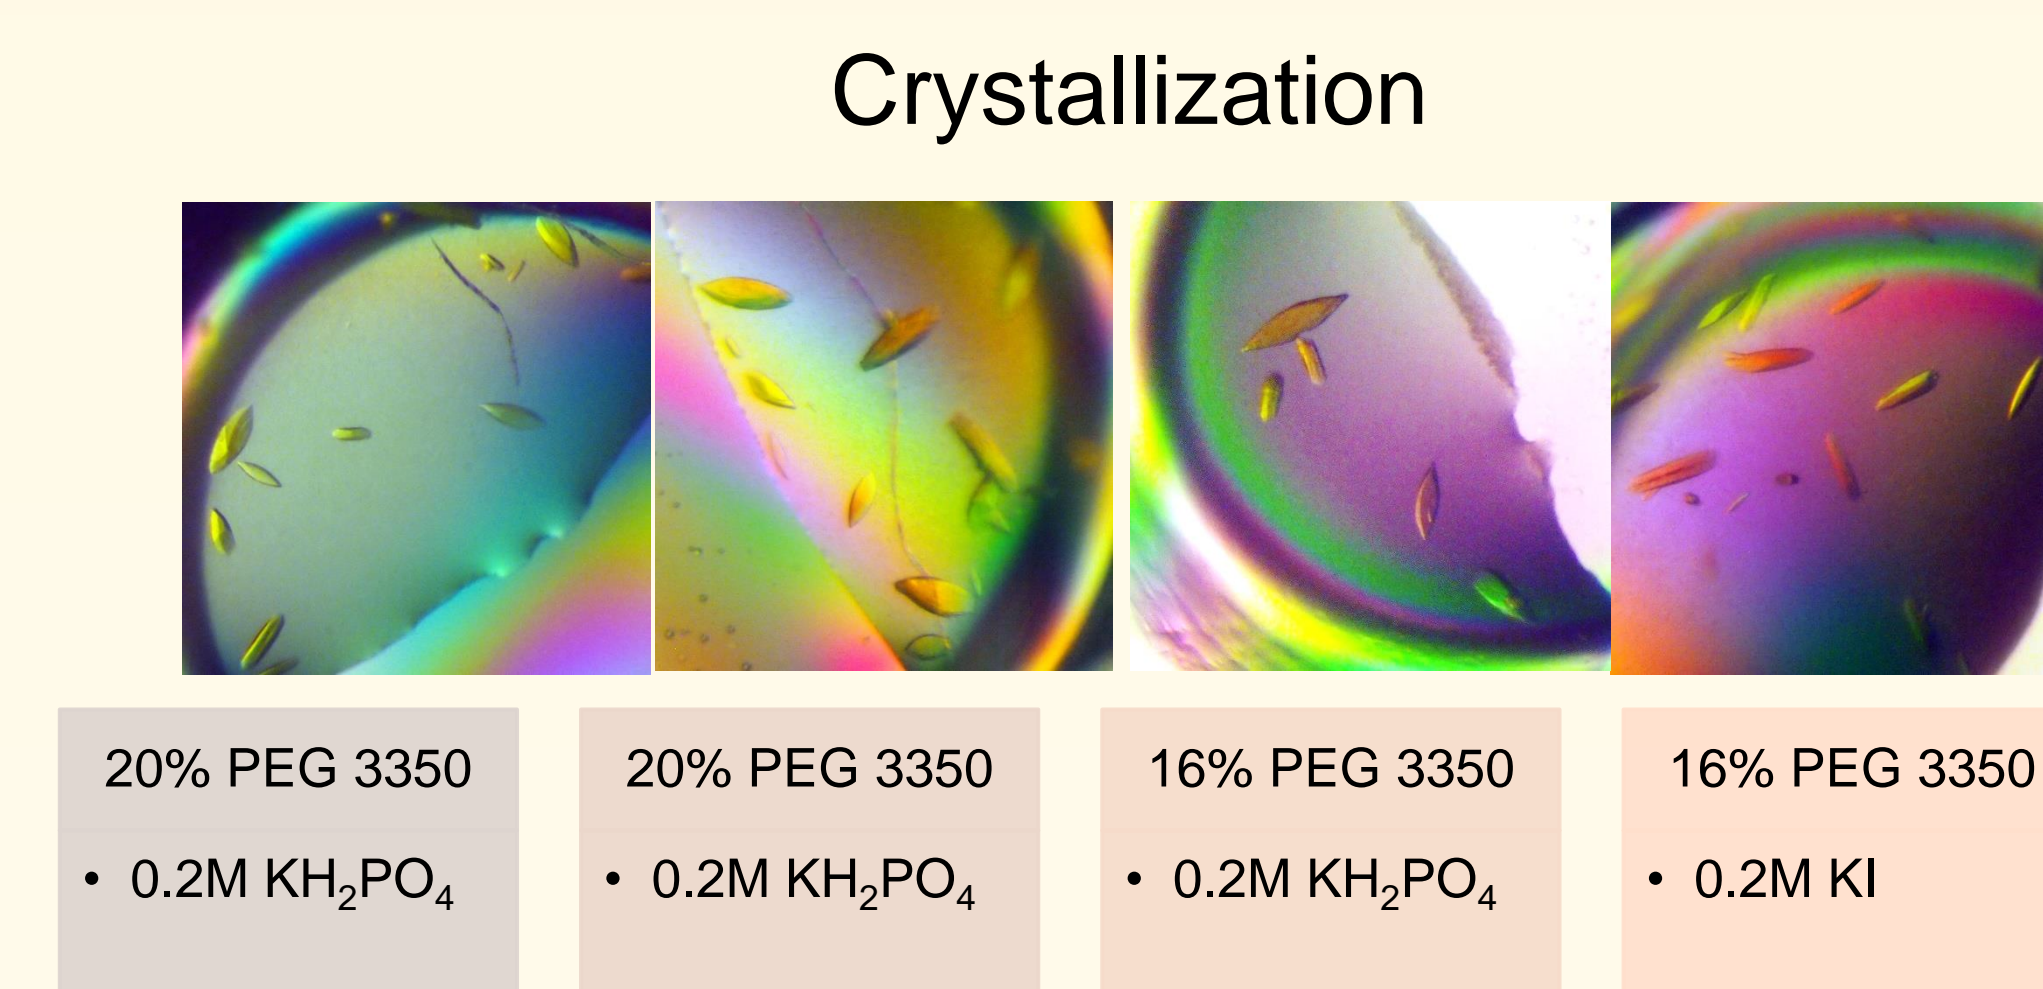 Crystallization
20% PEG 3350
• 0.2M KH₂PO₄
20% PEG 3350
• 0.2M KH₂PO₄
16% PEG 3350
• 0.2M KH₂PO₄
16% PEG 3350
• 0.2M KI